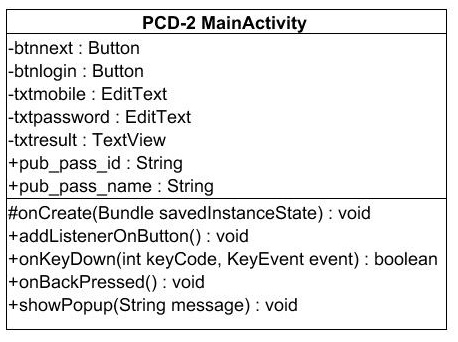 PCD-2 MainActivity
-btnnext : Button
-btnlogin : Button
-txtmobile : EditText
-txtpassword : EditText
-txtresult : TextView
+pub_pass_id : String
+pub_pass_name : String
#onCreate(Bundle savedInstanceState) : void
+addListenerOnButton() : void
+onKeyDown(int keyCode, KeyEvent event) : boolean
+onBackPressed() : void
+showPopup(String message) : void